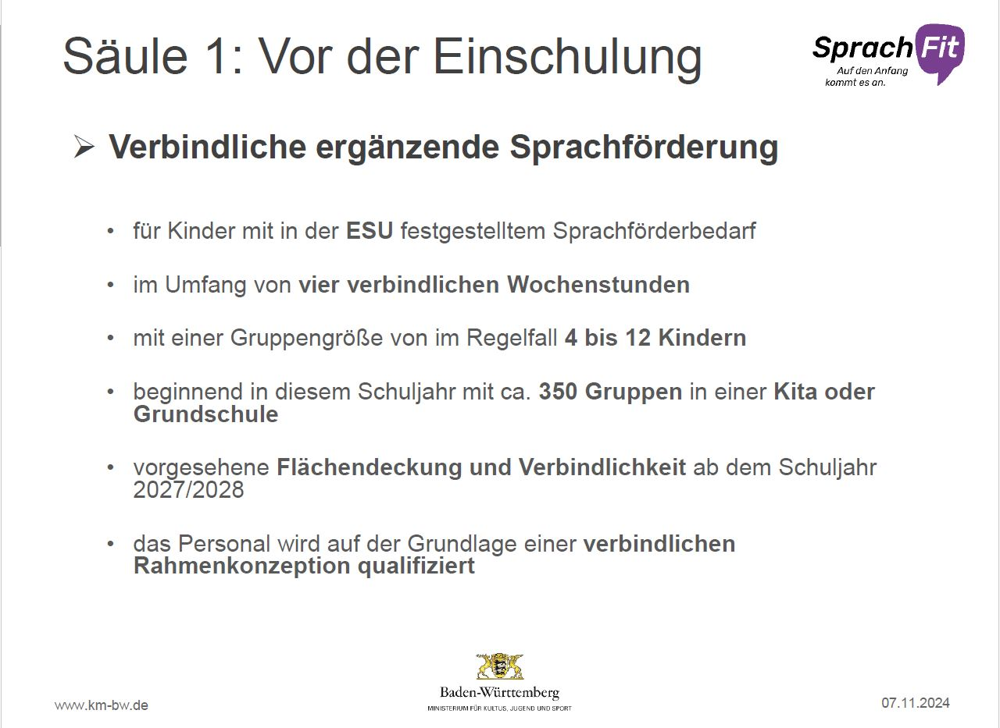 Säule 1: Vor der Einschulung
SprachFit
Auf den Anfang
kommt es an.
➢ Verbindliche ergänzende Sprachförderung
• für Kinder mit in der ESU festgestelltem Sprachförderbedarf
• im Umfang von vier verbindlichen Wochenstunden
• mit einer Gruppengröße von im Regelfall 4 bis 12 Kindern
• beginnend in diesem Schuljahr mit ca. 350 Gruppen in einer Kita oder
Grundschule
• vorgesehene Flächendeckung und Verbindlichkeit ab dem Schuljahr
2027/2028
• das Personal wird auf der Grundlage einer verbindlichen
Rahmenkonzeption qualifiziert
Baden-Württemberg
MINISTERIUM FÜR KULTUS, JUGEND UND SPORT
www.km-bw.de
07.11.2024